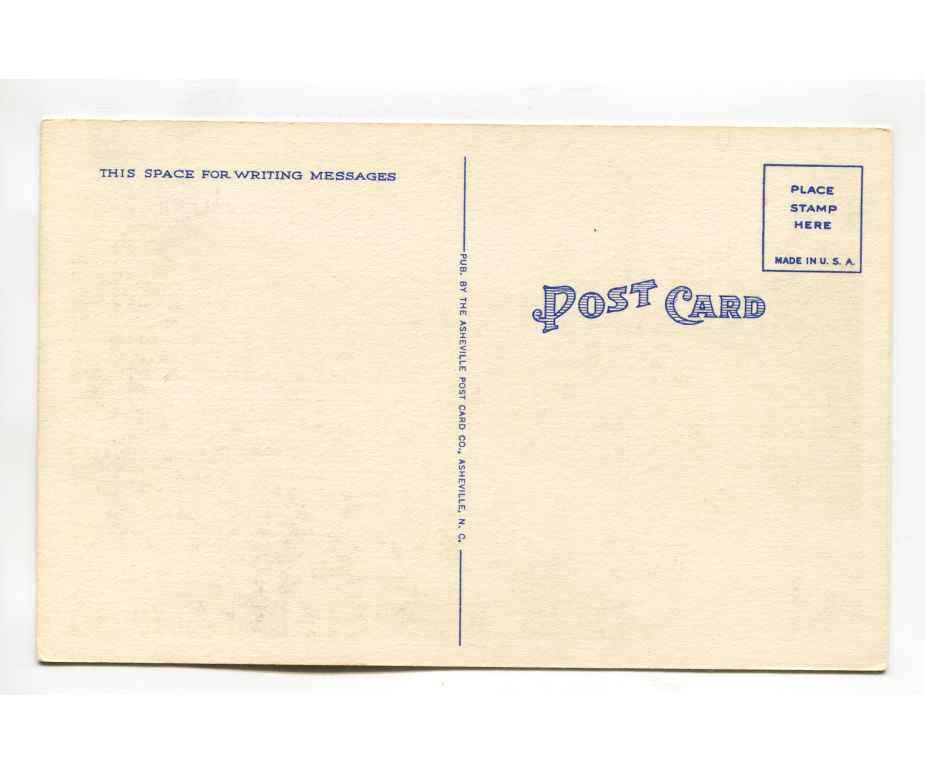 THIS SPACE FOR WRITING MESSAGES
PUB. BY THE ASHEVILLE POST CARD CO., ASHEVILLE, N. C.
PLACE
STAMP
HERE
MADE IN U. S. A.
POST CARD